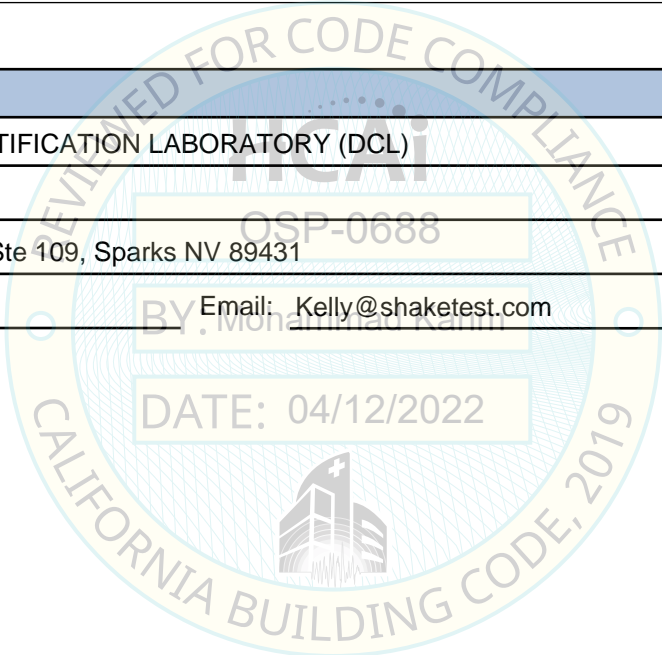 REVIEWED FOR CODE COMPLIANCE
HCAi
TIFICATION LABORATORY (DCL)
OSP-0688
Ste 109, Sparks NV 89431
Email: Kelly@shaketest.com
BY: Mohammad Karim
DATE: 04/12/2022
CALIFORNIA BUILDING CODE, 2019